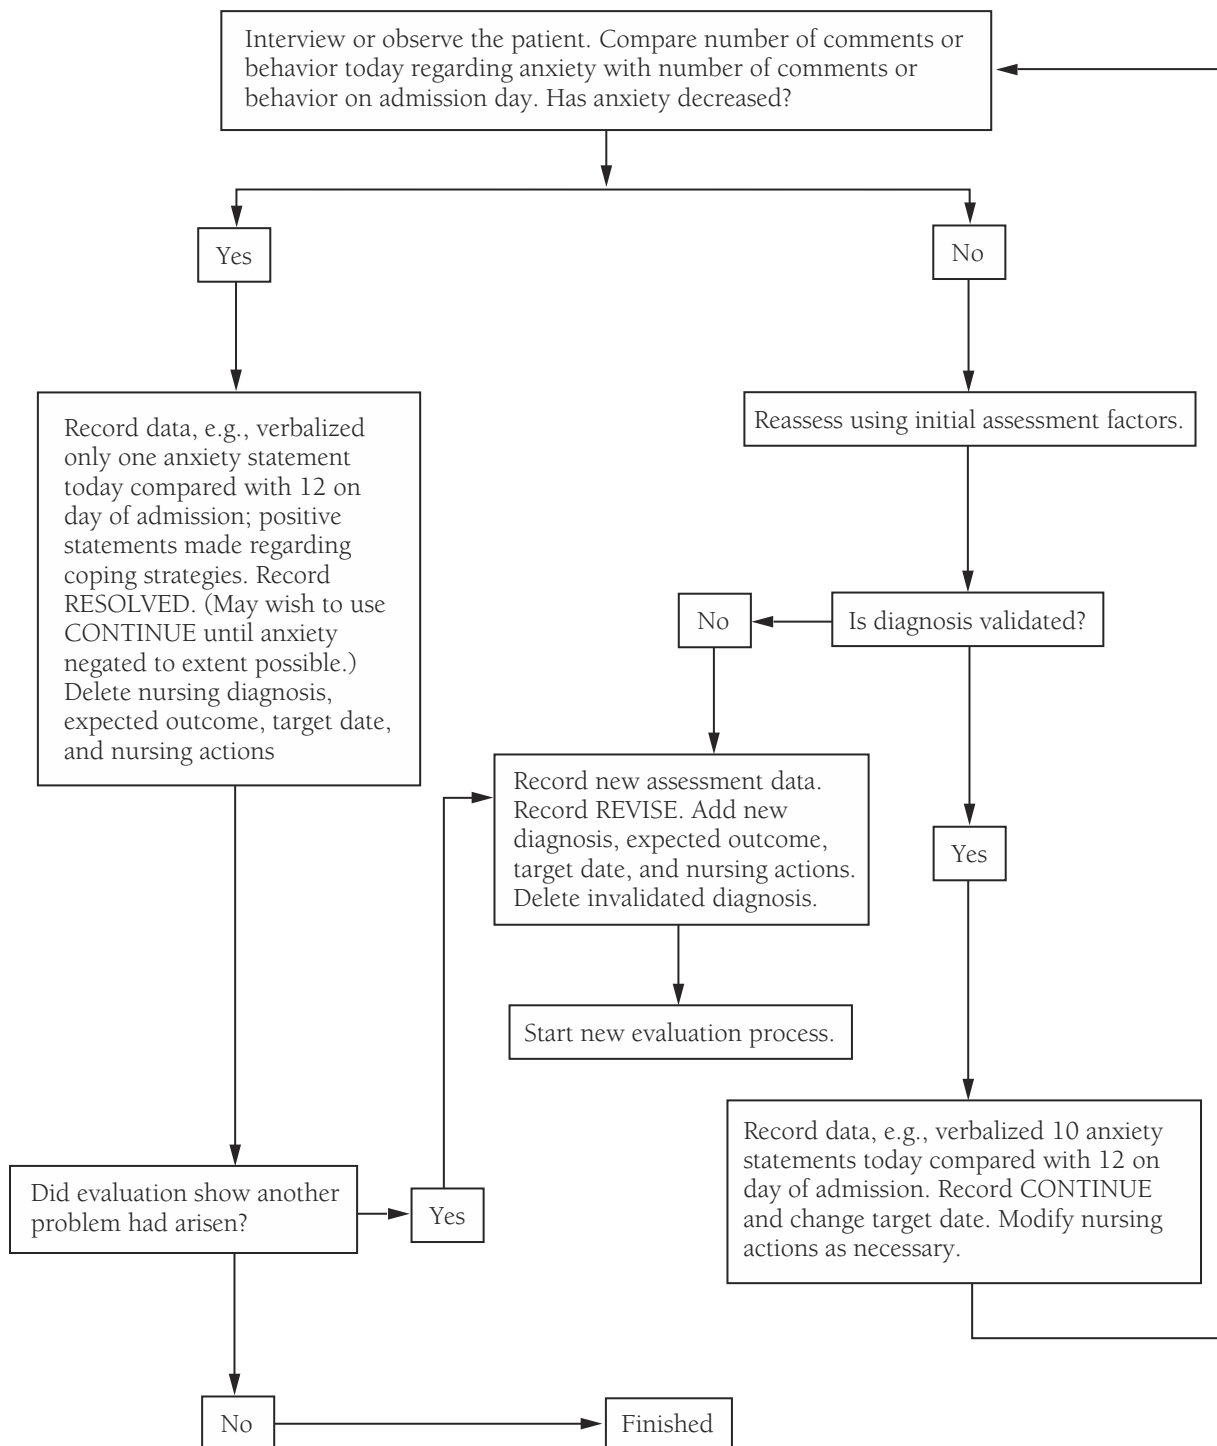 Interview or observe the patient. Compare number of comments or
behavior today regarding anxiety with number of comments or
behavior on admission day. Has anxiety decreased?
Yes
No
Record data, e.g., verbalized
only one anxiety statement
today compared with 12 on
day of admission; positive
statements made regarding
coping strategies. Record
RESOLVED. (May wish to use
CONTINUE until anxiety
negated to extent possible.)
Delete nursing diagnosis,
expected outcome, target date,
and nursing actions
Reassess using initial assessment factors.
Is diagnosis validated?
No
Record new assessment data.
Record REVISE. Add new
diagnosis, expected outcome,
target date, and nursing actions.
Delete invalidated diagnosis.
Yes
Start new evaluation process.
Record data, e.g., verbalized 10 anxiety
statements today compared with 12 on
day of admission. Record CONTINUE
and change target date. Modify nursing
actions as necessary.
Did evaluation show another
problem had arisen?
Yes
No
Finished